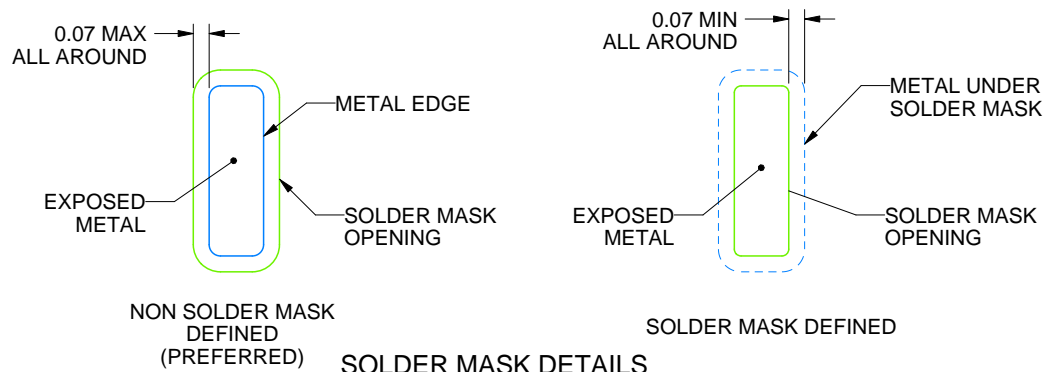 0.07 MAX
ALL AROUND
METAL EDGE
EXPOSED
METAL
SOLDER MASK
OPENING
NON SOLDER MASK
DEFINED
(PREFERRED)
0.07 MIN
ALL AROUND
METAL UNDER
SOLDER MASK
EXPOSED
METAL
SOLDER MASK
OPENING
SOLDER MASK DEFINED
SOLDER MASK DETAILS